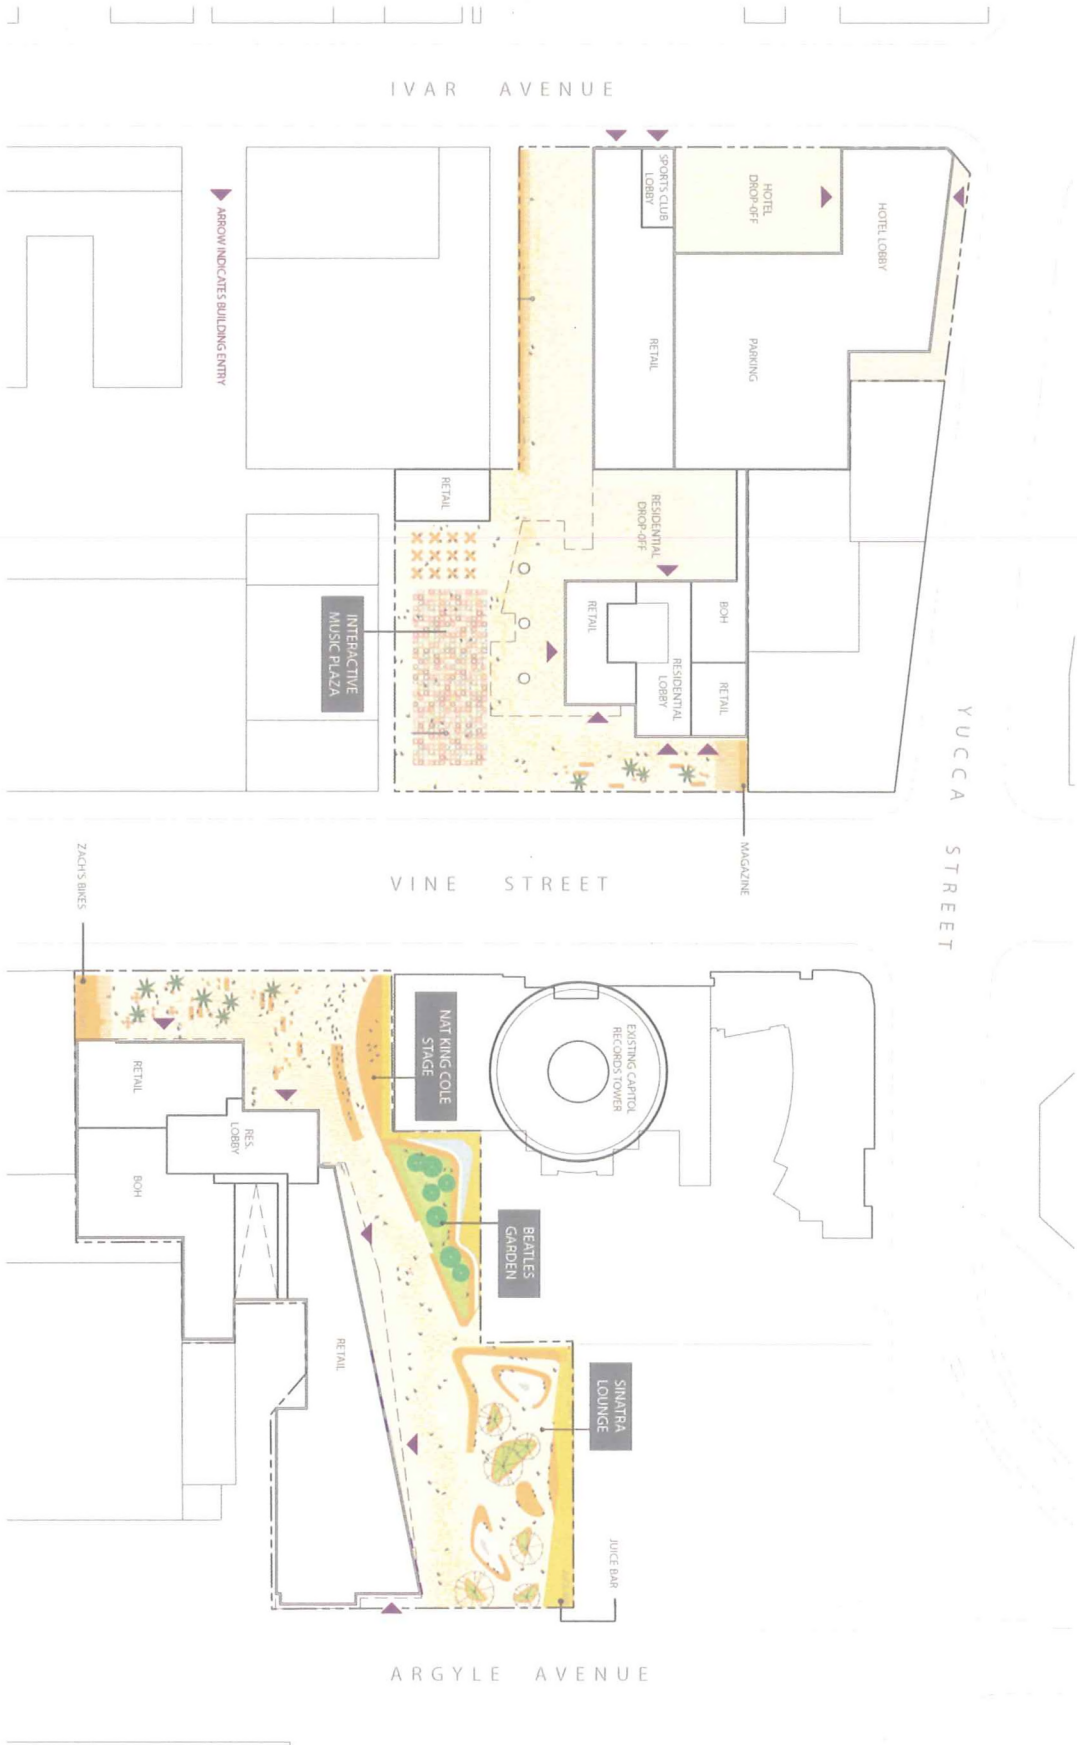 IVAR AVENUE
SPORTS CLUB
LOBBY
HOTEL
DROP-OFF
HOTEL LOBBY
ARROW INDICATES BUILDING ENTRY
RETAIL
PARKING
RETAIL
RESIDENTIAL
DROP-OFF
INTERACTIVE
MUSIC PLAZA
RETAIL
BOH
RESIDENTIAL
LOBBY
RETAIL
YUCCA STREET
ZACH'S BIKES
VINE STREET
MAGAZINE
NAT KING COLE
STAGE
EXISTING CAPITOL
RECORDS TOWER
RETAIL
RES.
LOBBY
BOH
BEATLES
GARDEN
RETAIL
SINATRA
LOUNGE
JUICE BAR
ARGYLE AVENUE